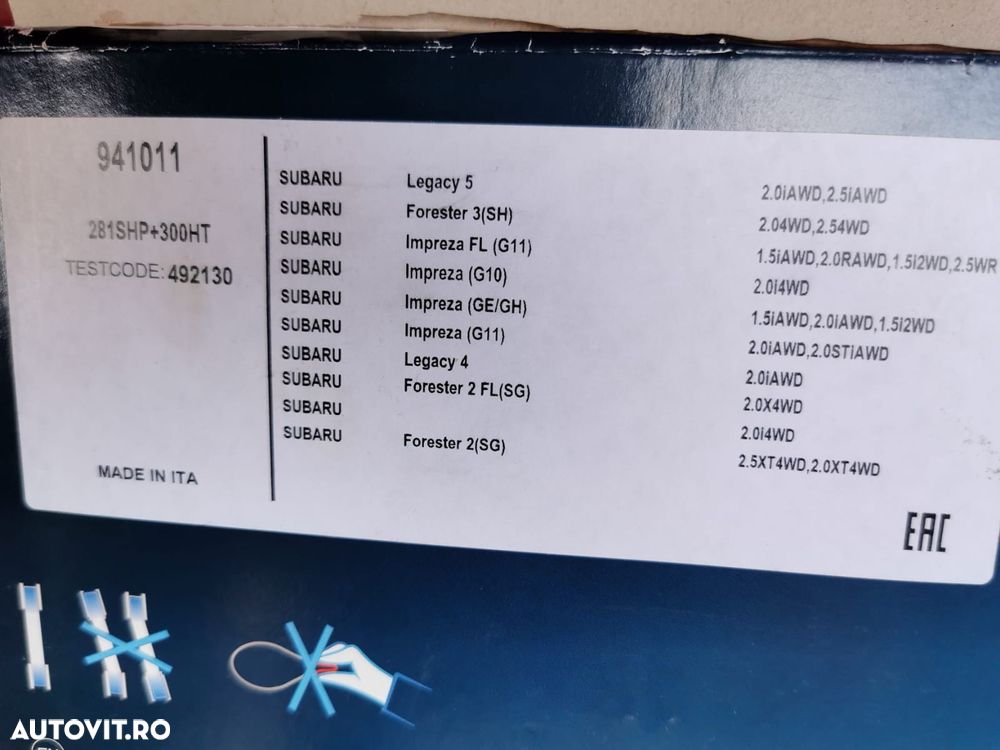 941011
281SHP+300HT
TESTCODE: 492130
MADE IN ITA
SUBARU Legacy 5 2.0iAWD,2.5iAWD
SUBARU Forester 3(SH) 2.04WD,2.54WD
SUBARU Impreza FL (G11) 1.5iAWD,2.0RAWD,1.5i2WD,2.5WR
SUBARU Impreza (G10) 2.0i4WD
SUBARU Impreza (GE/GH) 1.5iAWD,2.0iAWD,1.5i2WD
SUBARU Impreza (G11) 2.0iAWD,2.0STiAWD
SUBARU Legacy 4 2.0iAWD
SUBARU Forester 2 FL(SG) 2.0X4WD
SUBARU 2.0i4WD
SUBARU Forester 2(SG) 2.5XT4WD,2.0XT4WD
EAC
AUTOVIT.RO